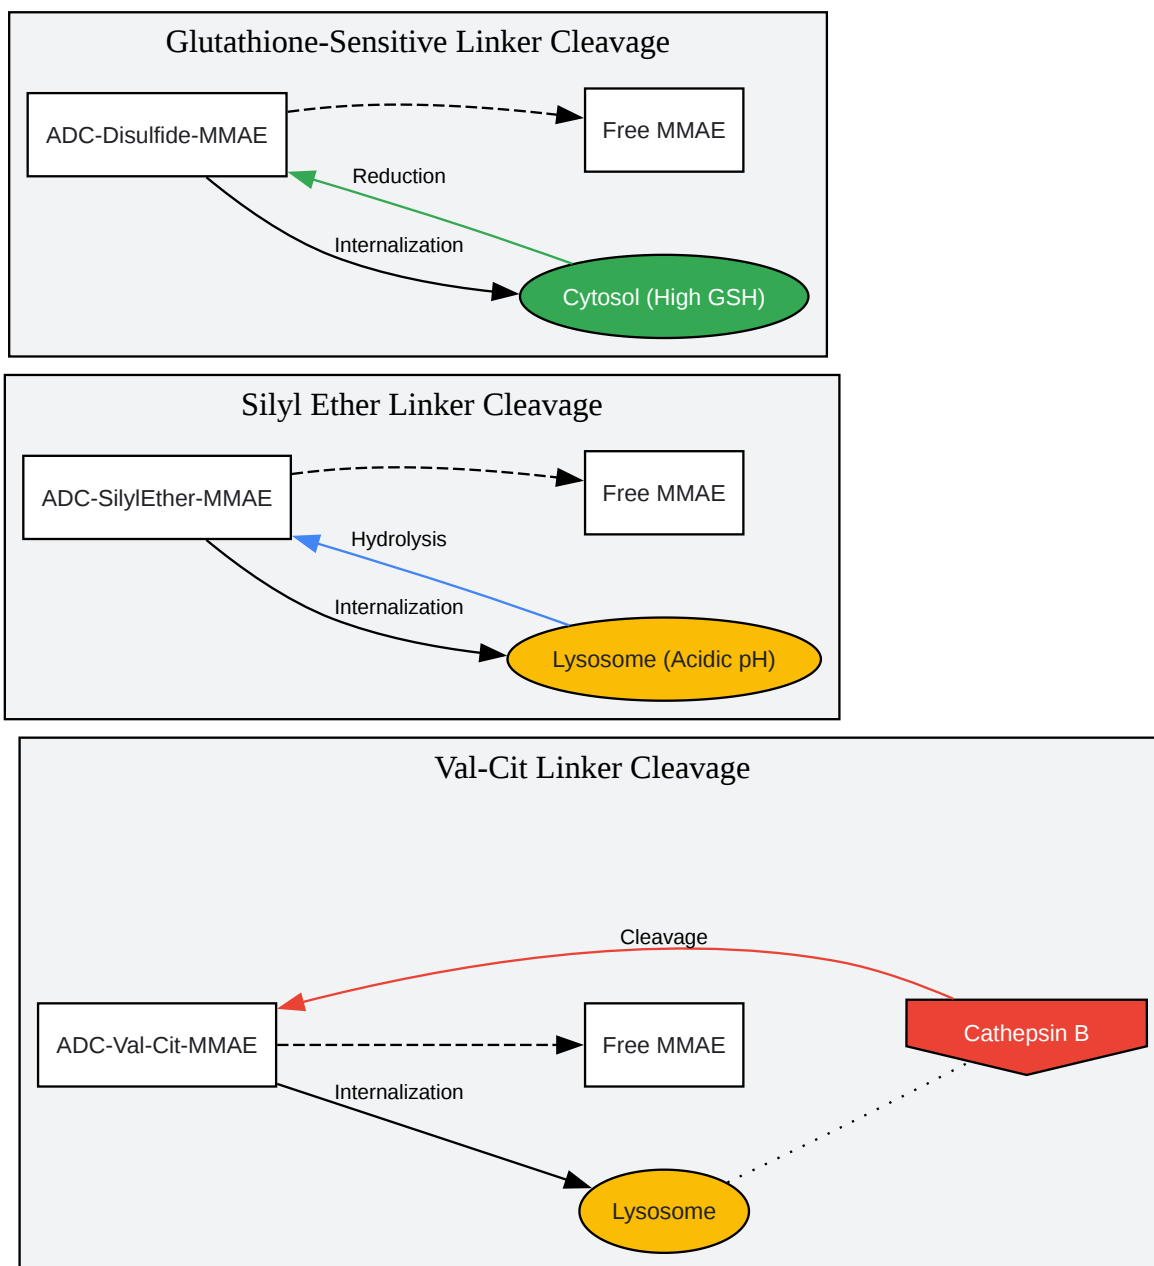 Glutathione-Sensitive Linker Cleavage
ADC-Disulfide-MMAE
Free MMAE
Reduction
Internalization
Cytosol (High GSH)
Silyl Ether Linker Cleavage
ADC-SilylEther-MMAE
Free MMAE
Hydrolysis
Internalization
Lysosome (Acidic pH)
Val-Cit Linker Cleavage
Cleavage
ADC-Val-Cit-MMAE
Free MMAE
Cathepsin B
Internalization
Lysosome